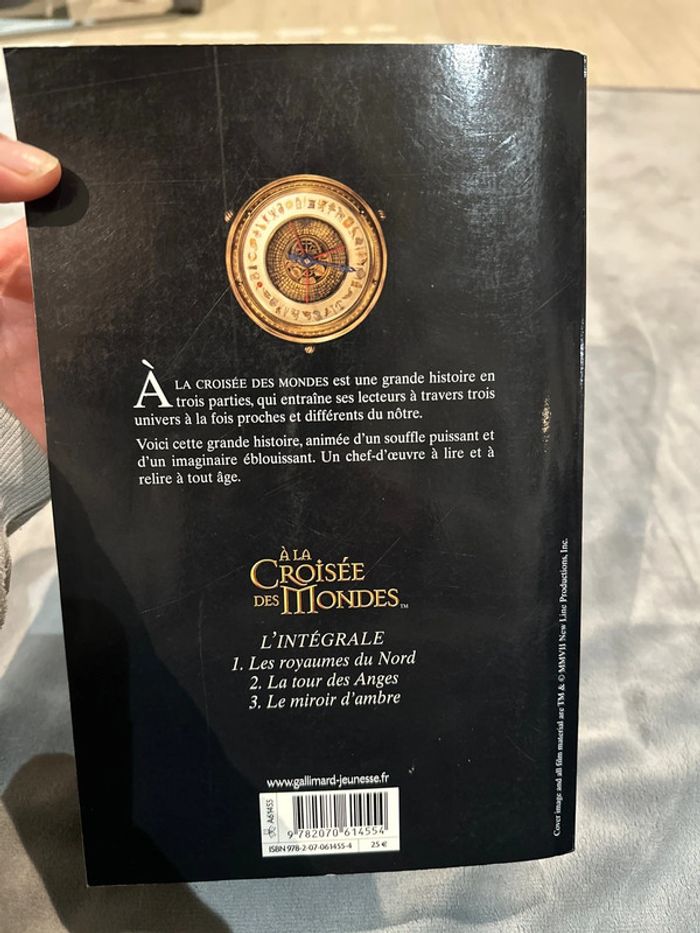 À LA CROISÉE DES MONDES est une grande histoire en
trois parties, qui entraîne ses lecteurs à travers trois
univers à la fois proches et différents du nôtre.
Voici cette grande histoire, animée d'un souffle puissant et
d'un imaginaire éblouissant. Un chef-d'œuvre à lire et à
relire à tout âge.
À LA
CROISÉE
DES MONDES™
L'INTÉGRALE
1. Les royaumes du Nord
2. La tour des Anges
3. Le miroir d'ambre
www.gallimard-jeunesse.fr
A61455
9 782070 614554
ISBN 978-2-07-061455-4
25 €
Cover image and all film material are TM & © MMVII New Line Productions, Inc.